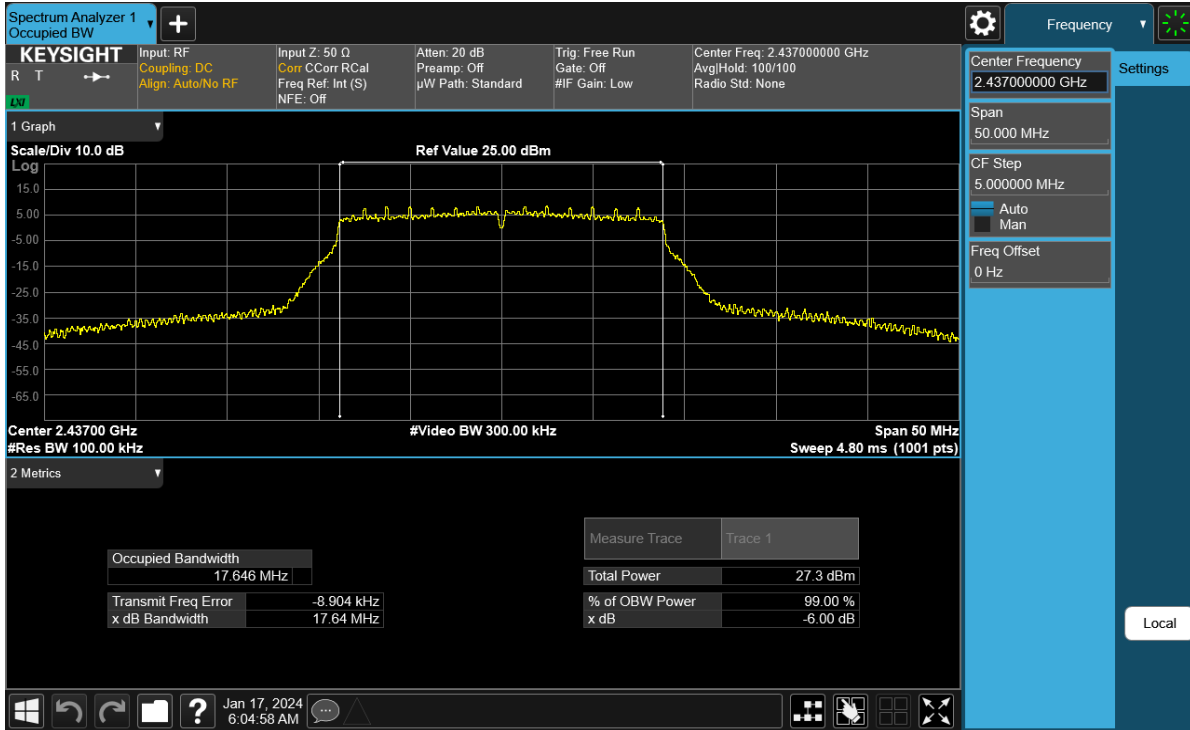 Spectrum Analyzer 1
Occupied BW
Frequency
KEYSIGHT
R T
LXI
Input: RF
Coupling: DC
Align: Auto/No RF
Input Z: 50 Ω
Corr CCorr RCal
Freq Ref: Int (S)
NFE: Off
Atten: 20 dB
Preamp: Off
µW Path: Standard
Trig: Free Run
Gate: Off
#IF Gain: Low
Center Freq: 2.437000000 GHz
Avg|Hold: 100/100
Radio Std: None
Center Frequency
2.437000000 GHz
Settings
Span
50.000 MHz
CF Step
5.000000 MHz
Auto
Man
Freq Offset
0 Hz
1 Graph
Scale/Div 10.0 dB
Ref Value 25.00 dBm
Log
15.0
5.00
-5.00
-15.0
-25.0
-35.0
-45.0
-55.0
-65.0
Center 2.43700 GHz
#Video BW 300.00 kHz
Span 50 MHz
#Res BW 100.00 kHz
Sweep 4.80 ms (1001 pts)
2 Metrics
Measure Trace
Trace 1
Occupied Bandwidth
17.646 MHz
Total Power
27.3 dBm
Transmit Freq Error
-8.904 kHz
% of OBW Power
99.00 %
x dB Bandwidth
17.64 MHz
x dB
-6.00 dB
Local
?
Jan 17, 2024
6:04:58 AM